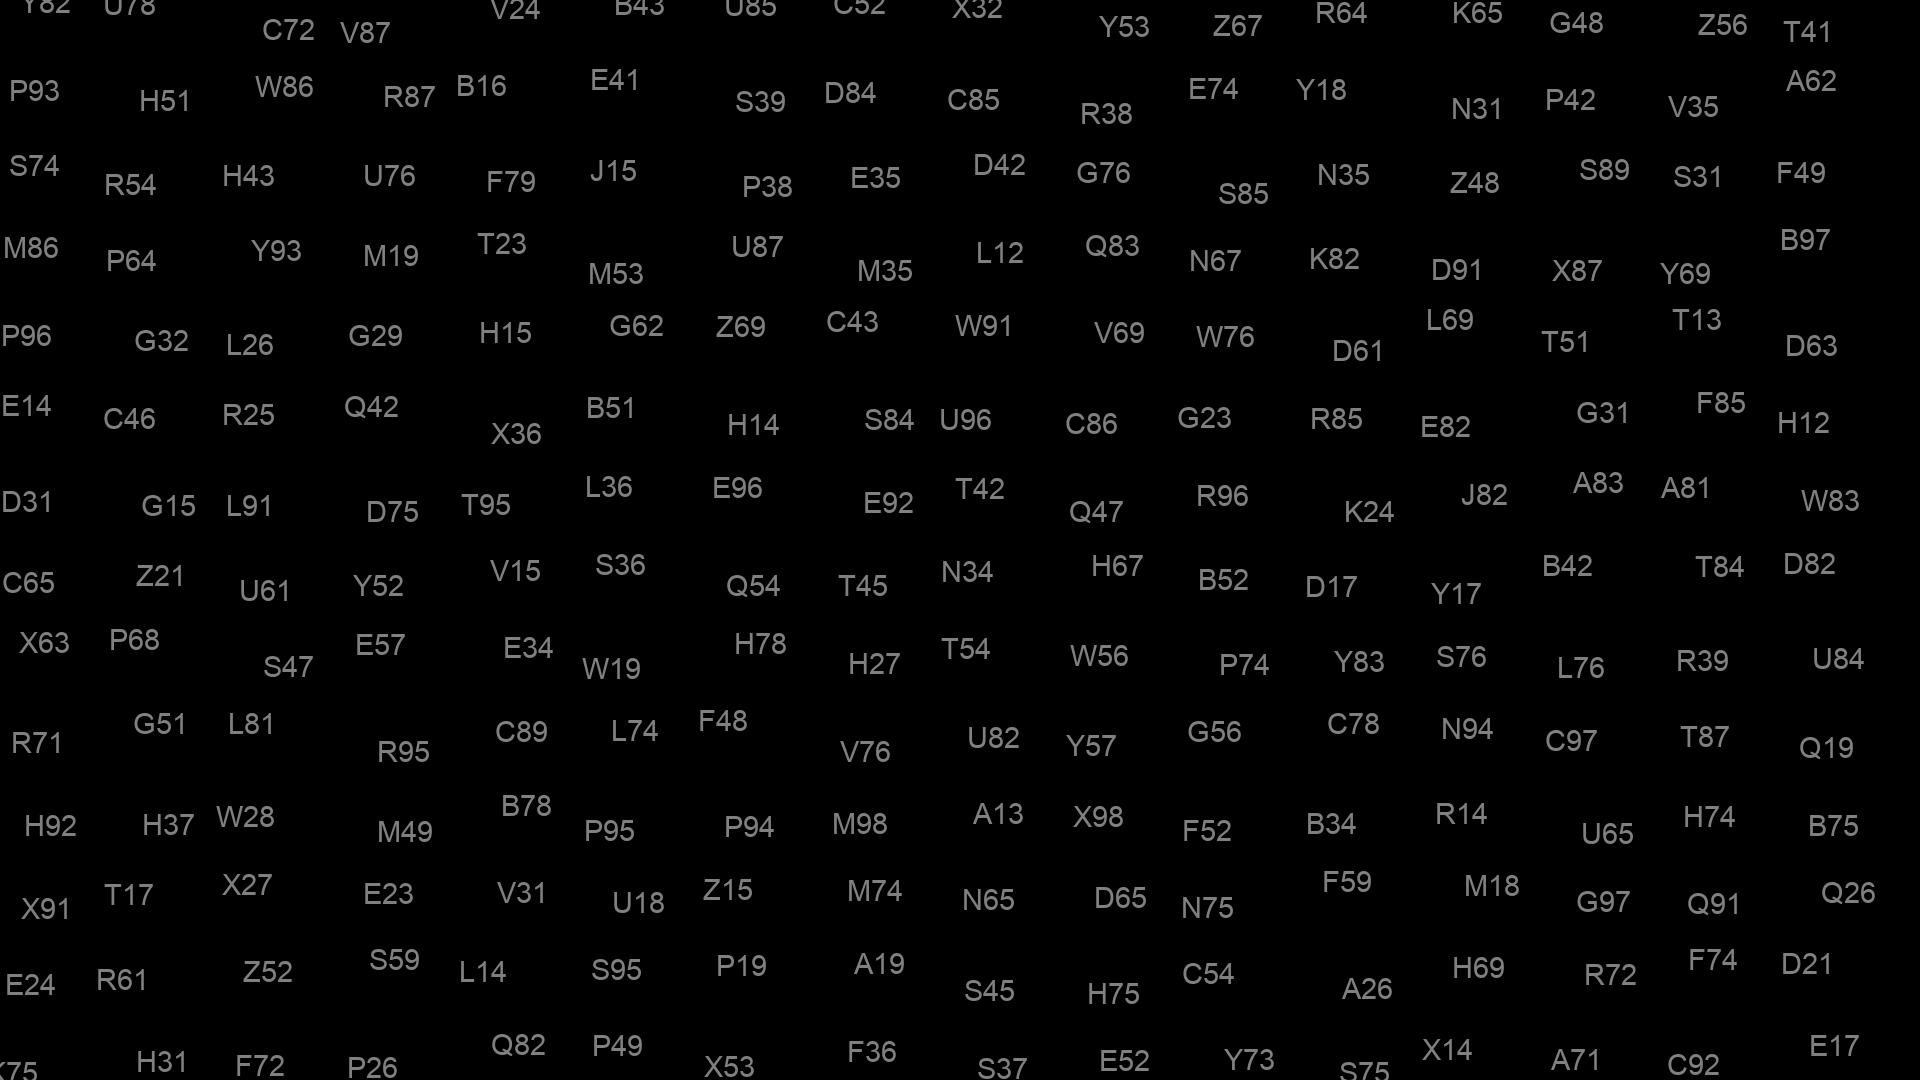 Y82 U78 C72 V87 V24 B43 U85 C52 X32 Y53 Z67 R64 K65 G48 Z56 T41
P93 H51 W86 R87 B16 E41 S39 D84 C85 R38 E74 Y18 N31 P42 V35 A62
S74 R54 H43 U76 F79 J15 P38 E35 D42 G76 S85 N35 Z48 S89 S31 F49
M86 P64 Y93 M19 T23 M53 U87 M35 L12 Q83 N67 K82 D91 X87 Y69 B97
P96 G32 L26 G29 H15 G62 Z69 C43 W91 V69 W76 D61 L69 T51 T13 D63
E14 C46 R25 Q42 X36 B51 H14 S84 U96 C86 G23 R85 E82 G31 F85 H12
D31 G15 L91 D75 T95 L36 E96 E92 T42 Q47 R96 K24 J82 A83 A81 W83
C65 Z21 U61 Y52 V15 S36 Q54 T45 N34 H67 B52 D17 Y17 B42 T84 D82
X63 P68 S47 E57 E34 W19 H78 H27 T54 W56 P74 Y83 S76 L76 R39 U84
R71 G51 L81 R95 C89 L74 F48 V76 U82 Y57 G56 C78 N94 C97 T87 Q19
H92 H37 W28 M49 B78 P95 P94 M98 A13 X98 F52 B34 R14 U65 H74 B75
X91 T17 X27 E23 V31 U18 Z15 M74 N65 D65 N75 F59 M18 G97 Q91 Q26
E24 R61 Z52 S59 L14 S95 P19 A19 S45 H75 C54 A26 H69 R72 F74 D21
H31 F72 P26 Q82 P49 X53 F36 S37 E52 Y73 S75 X14 A71 C92 E17